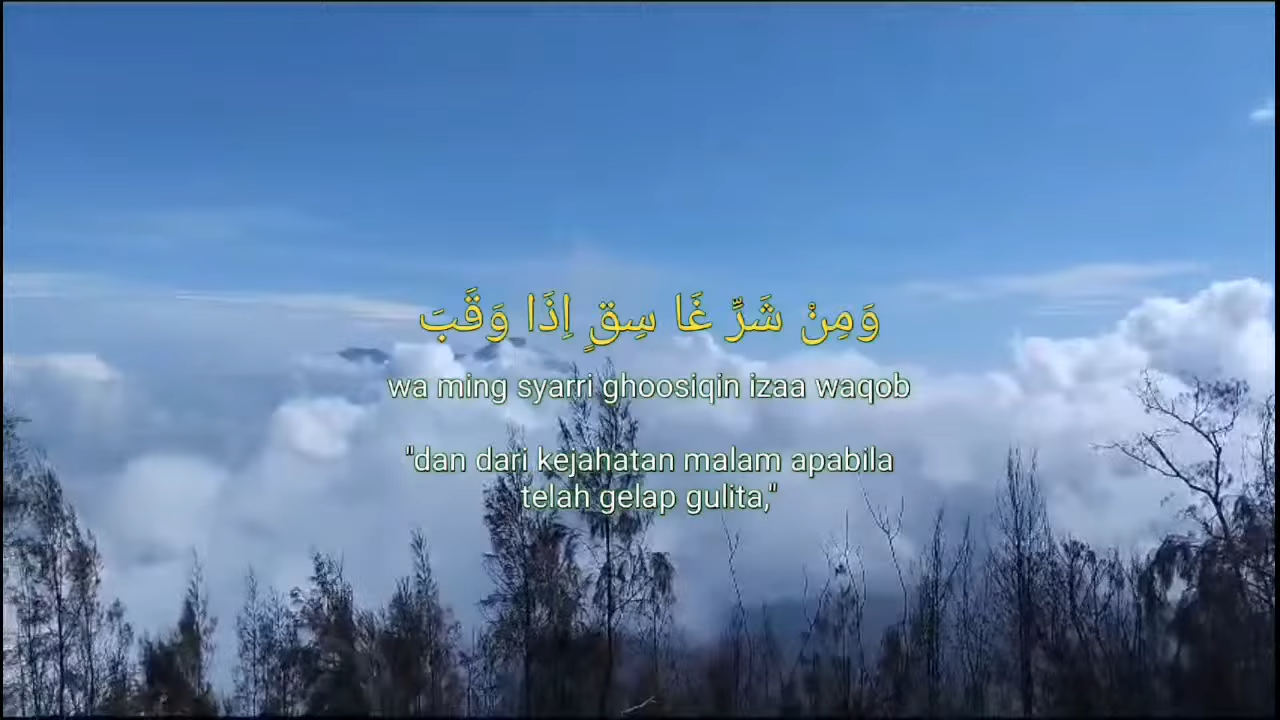 وَمِنْ شَرِّ غَا سِقٍ اِذَا وَقَبَ
wa ming syarri ghoosiqin izaa waqob
"dan dari kejahatan malam apabila
telah gelap gulita,"